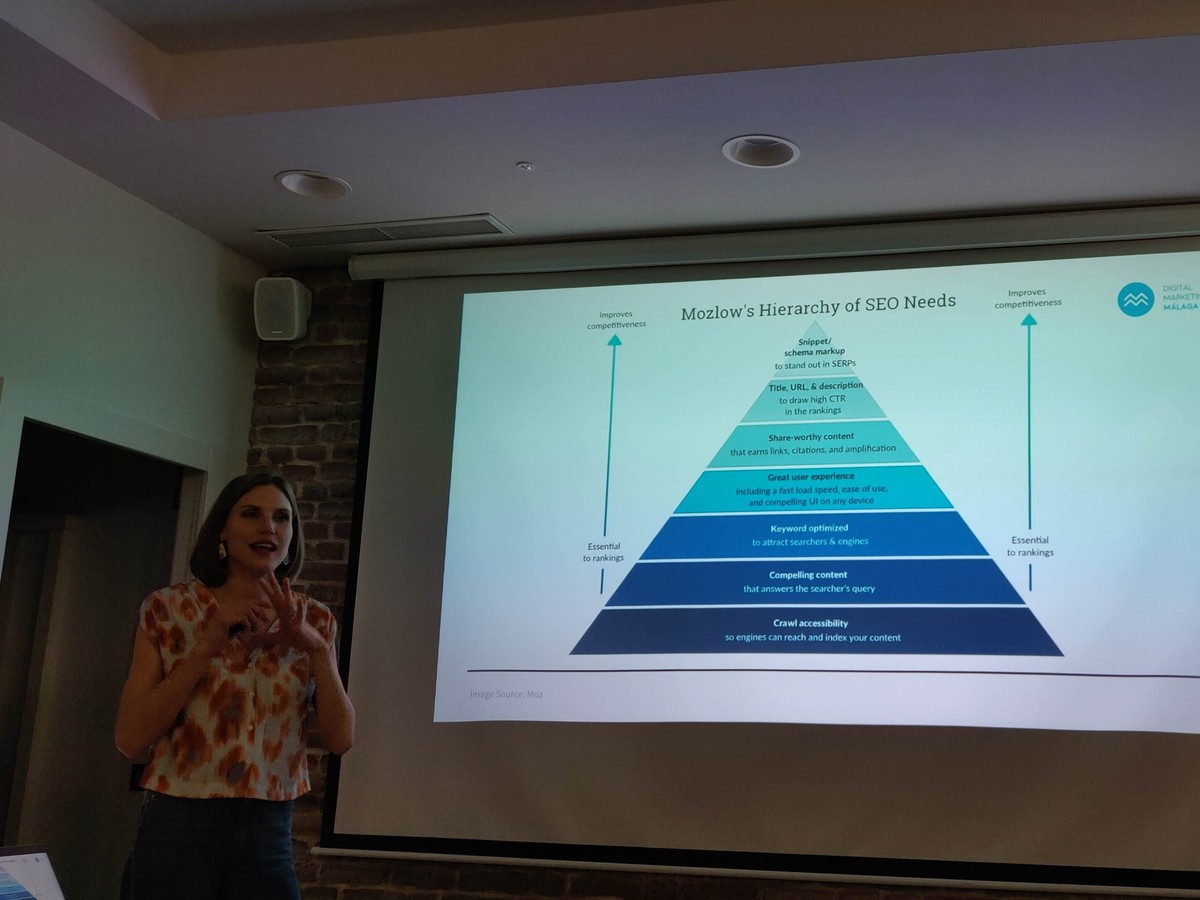 Mozlow's Hierarchy of SEO Needs
Improves
competitiveness
Improves
competitiveness
DIGITAL
MÁLAGA
Snippet/
schema markup
to stand out in SERPs
Title, URL, & description
to draw high CTR
in the rankings
Share-worthy content
that earns links, citations, and amplification
Great user experience
including a fast load speed, ease of use,
and compelling UI on any device
Keyword optimized
to attract searchers & engines
Essential
to rankings
Essential
to rankings
Compelling content
that answers the searcher's query
Crawl accessibility
so engines can reach and index your content
Image Source: Moz